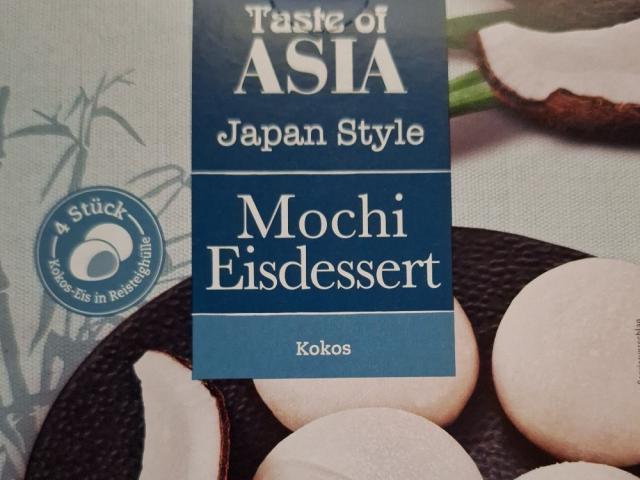 Taste of
ASIA
Japan Style
Mochi
Eisdessert
Kokos
4 Stück
Kokos-Eis in Reisteighülle